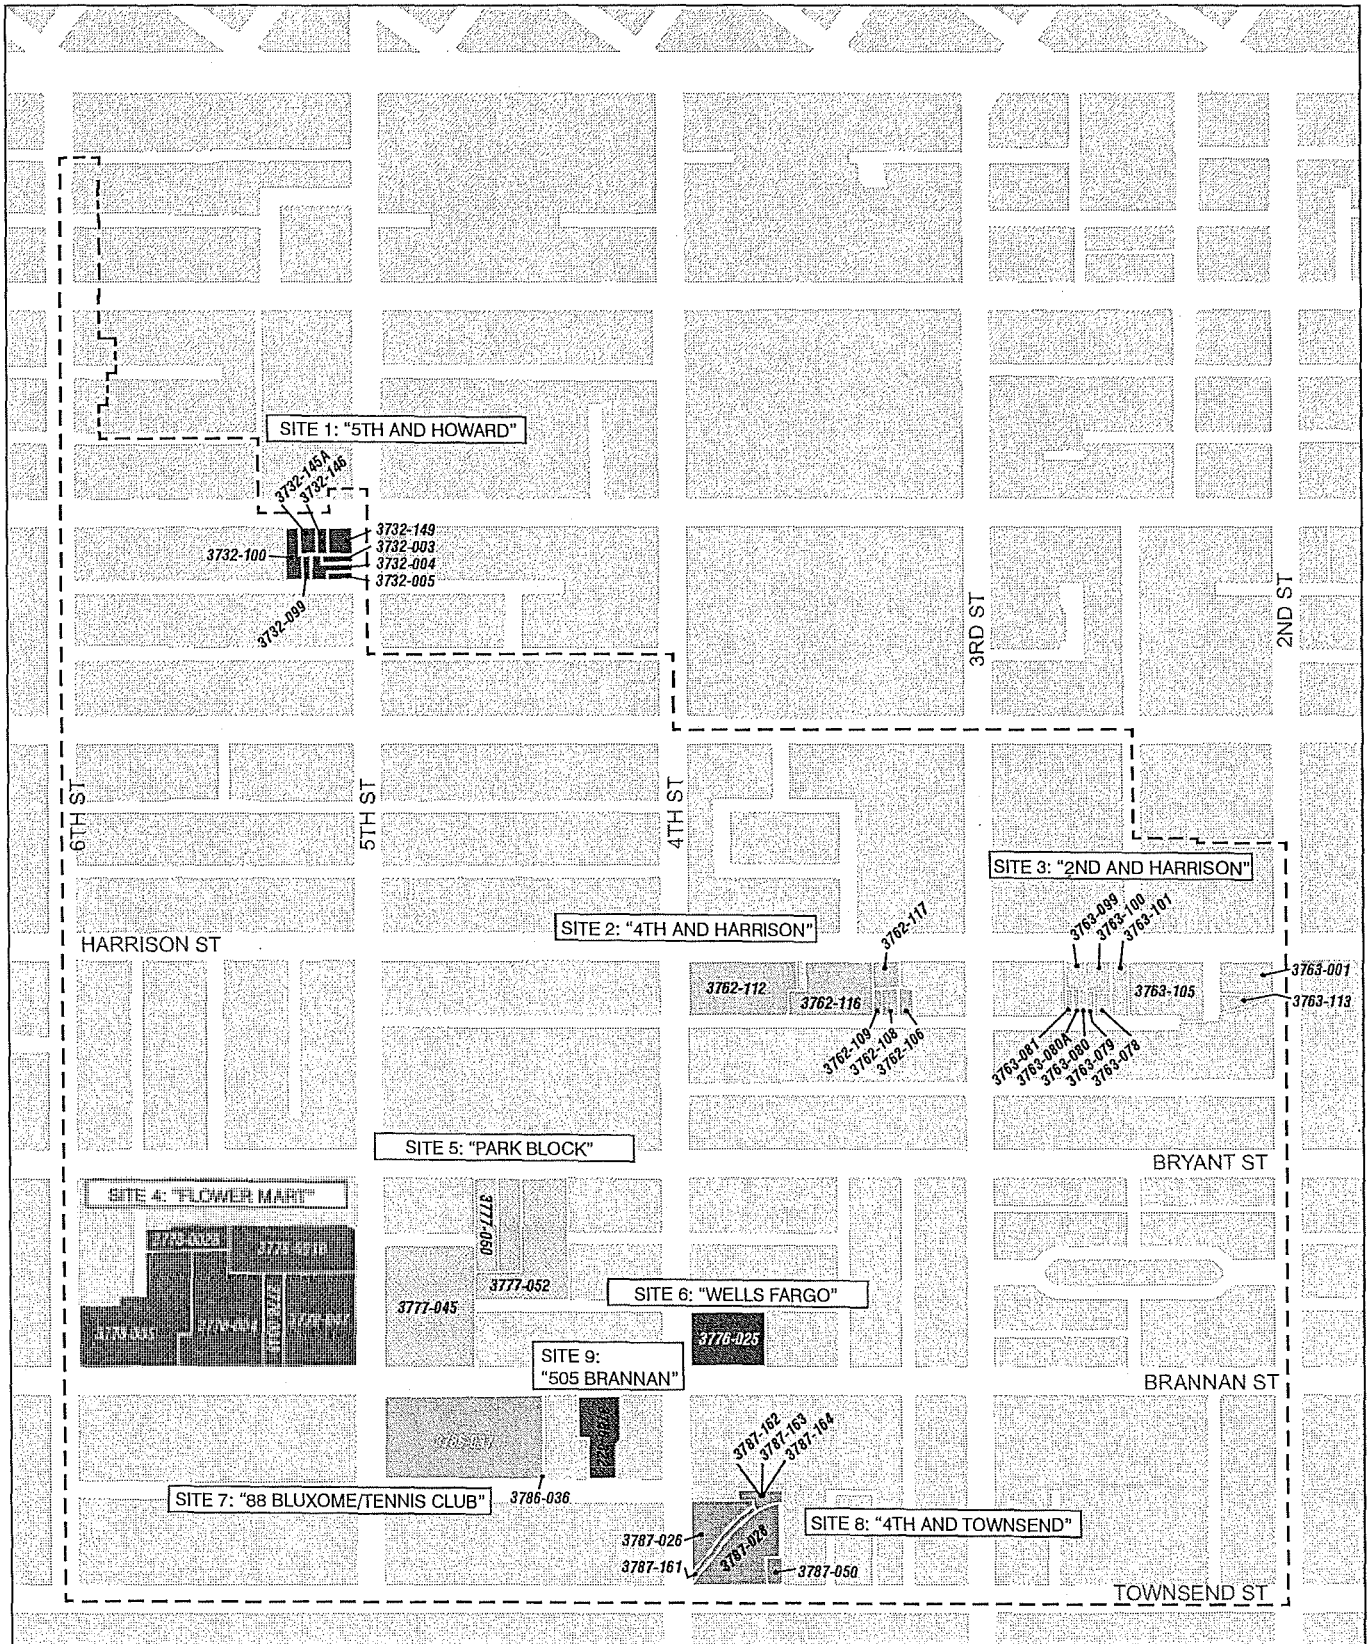 SITE 1: "5TH AND HOWARD"
3732-145A
3732-146
3732-149
3732-003
3732-004
3732-005
3732-100
3732-099
3RD ST
2ND ST
6TH ST
5TH ST
4TH ST
SITE 3: "2ND AND HARRISON"
3763-099
3763-100
3763-101
SITE 2: "4TH AND HARRISON"
3762-117
HARRISON ST
3762-112
3762-116
3763-105
3763-001
3763-113
3762-109
3762-108
3762-106
3763-081
3763-080A
3763-080
3763-079
3763-078
SITE 5: "PARK BLOCK"
BRYANT ST
SITE 4: "FLOWER MART"
3777-050
3777-052
3777-045
SITE 6: "WELLS FARGO"
3776-025
SITE 9:
"505 BRANNAN"
BRANNAN ST
3787-162
3787-163
3787-164
SITE 7: "88 BLUXOME/TENNIS CLUB"
3786-036
SITE 8: "4TH AND TOWNSEND"
3787-026
3787-028
3787-161
3787-050
TOWNSEND ST